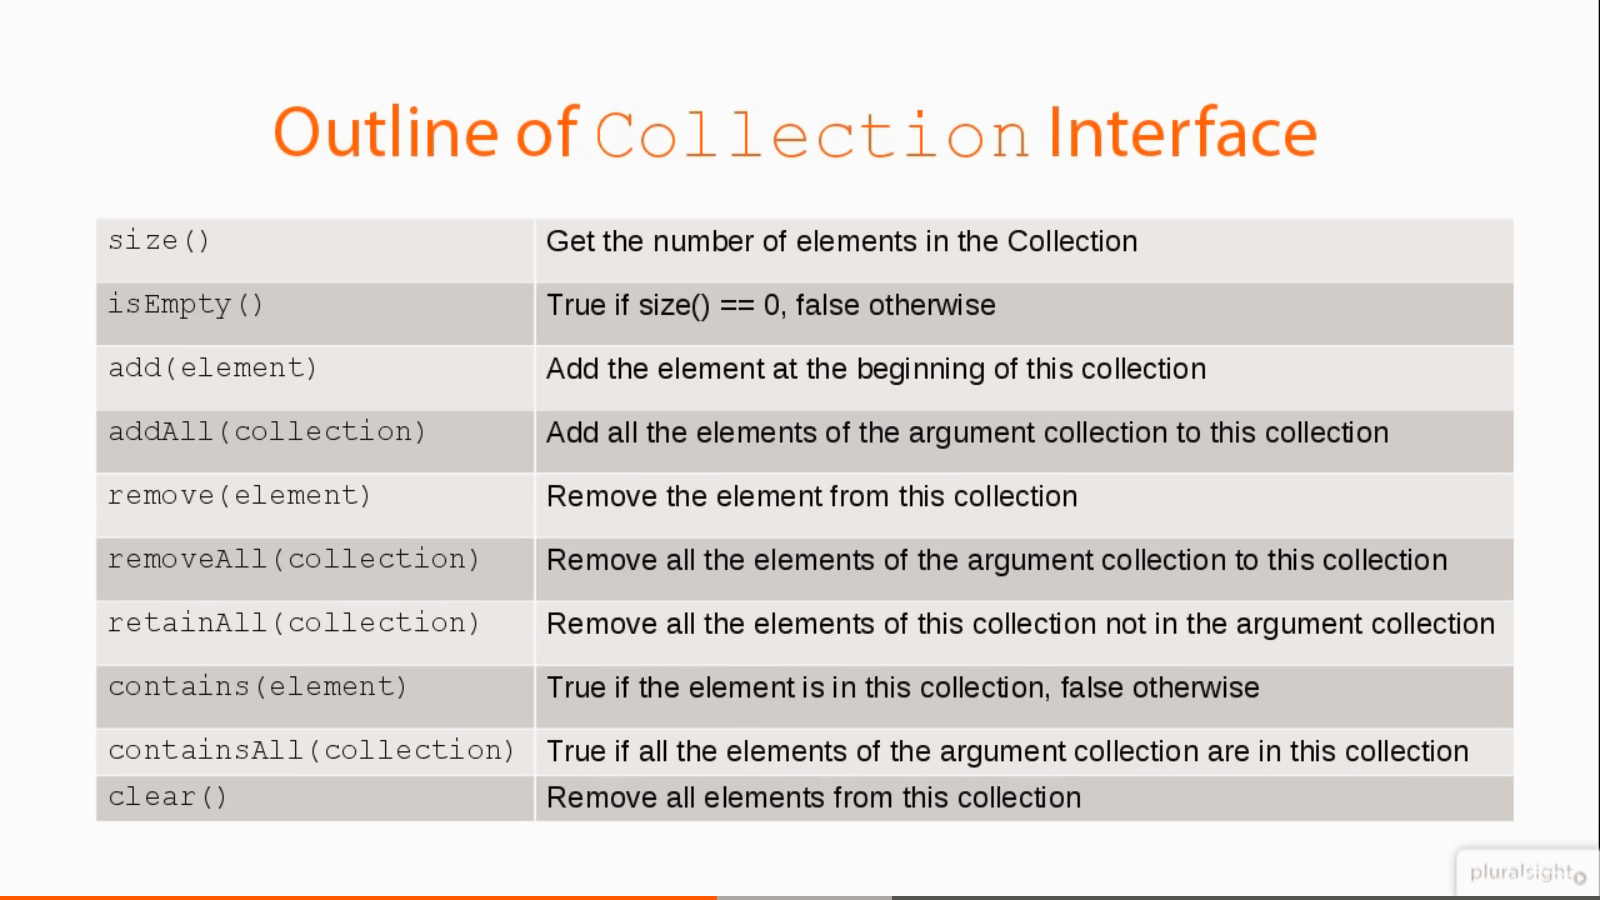 Outline of Collection Interface
size() Get the number of elements in the Collection
isEmpty() True if size() == 0, false otherwise
add(element) Add the element at the beginning of this collection
addAll(collection) Add all the elements of the argument collection to this collection
remove(element) Remove the element from this collection
removeAll(collection) Remove all the elements of the argument collection to this collection
retainAll(collection) Remove all the elements of this collection not in the argument collection
contains(element) True if the element is in this collection, false otherwise
containsAll(collection) True if all the elements of the argument collection are in this collection
clear() Remove all elements from this collection
pluralsight